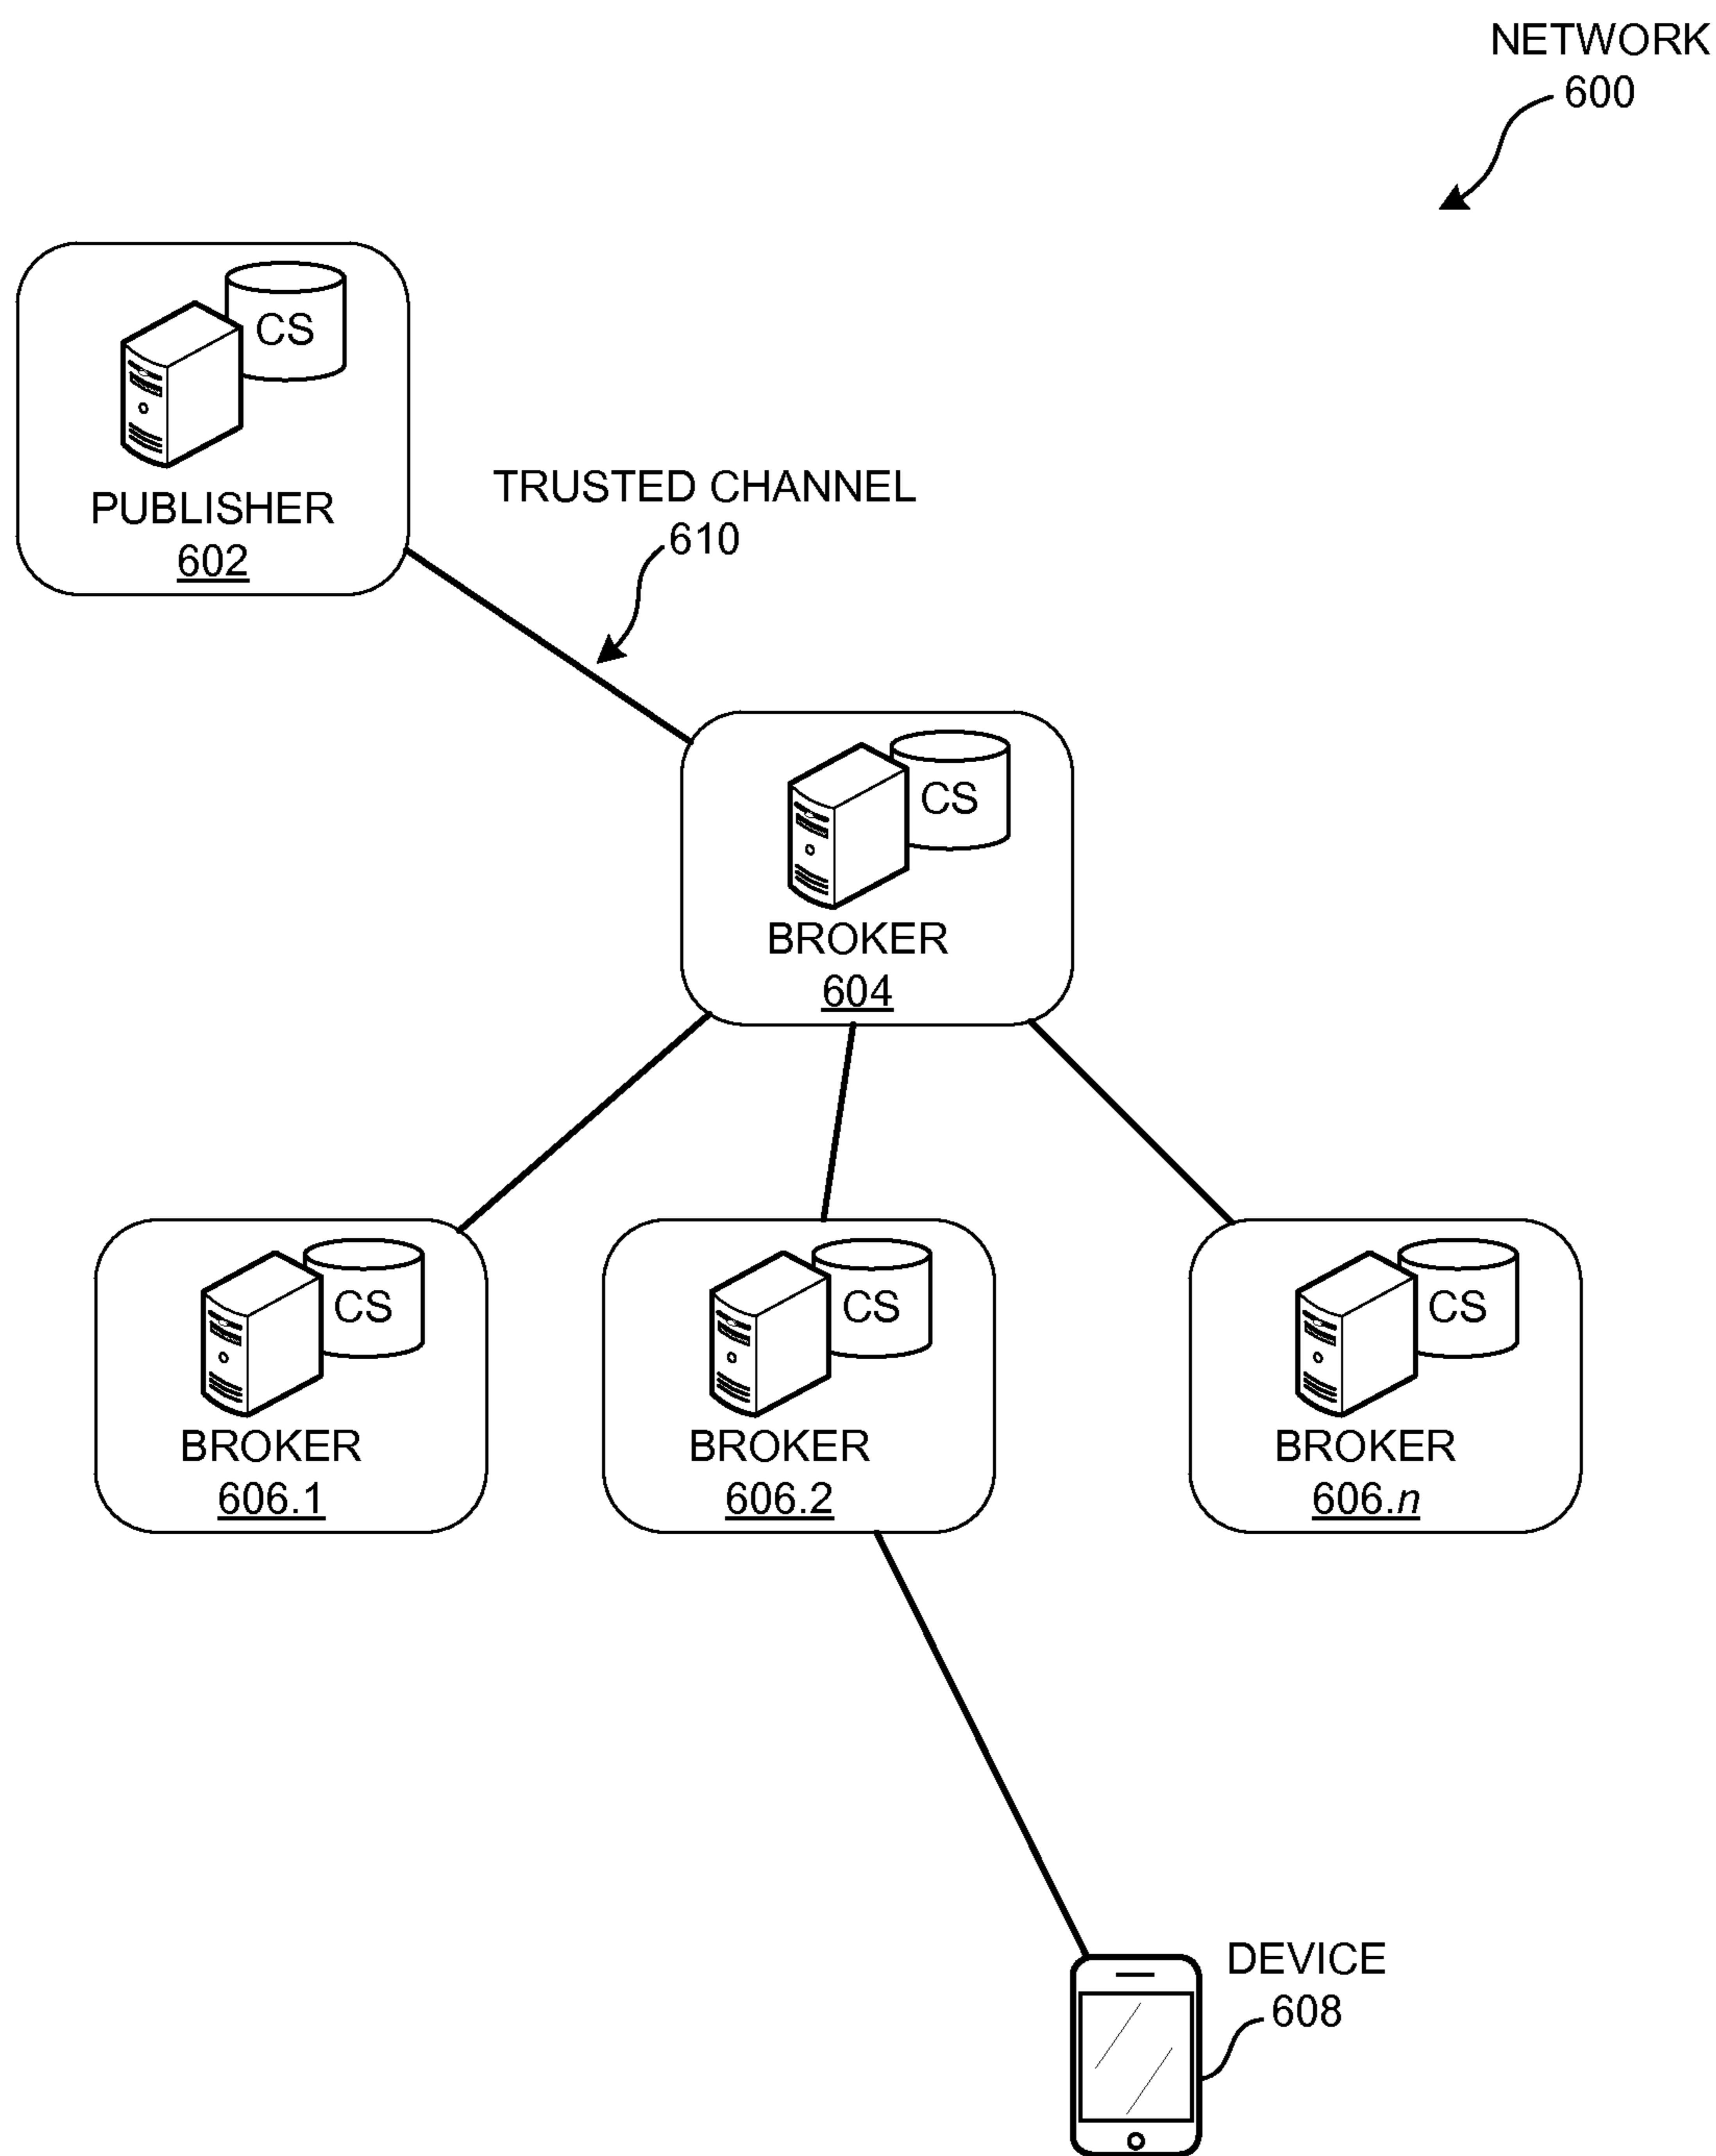 NETWORK
600
CS
PUBLISHER
602
TRUSTED CHANNEL
610
CS
BROKER
604
CS
BROKER
606.1
CS
BROKER
606.2
CS
BROKER
606.n
DEVICE
608